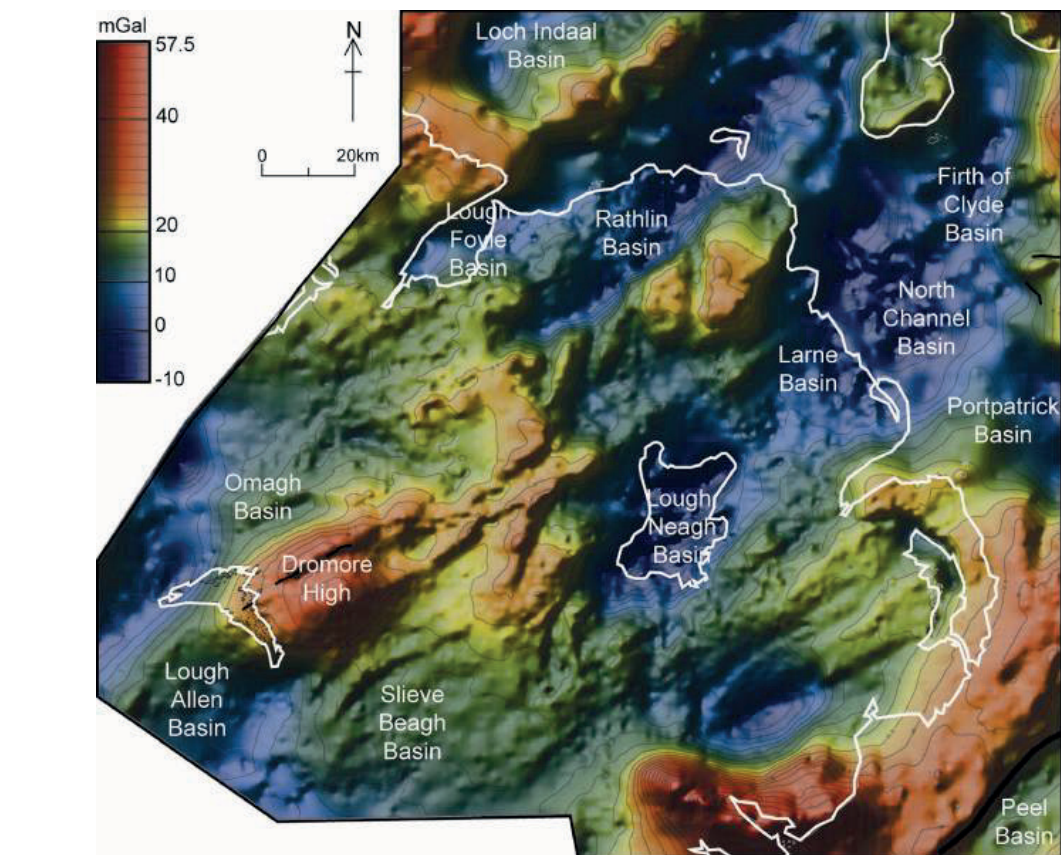 mGal
57.5
40
20
10
0
-10
N
0
20km
Loch Indaal
Basin
Lough
Foyle
Basin
Rathlin
Basin
Firth of
Clyde
Basin
North
Channel
Basin
Larne
Basin
Portpatrick
Basin
Omagh
Basin
Lough
Neagh
Basin
Dromore
High
Lough
Allen
Basin
Slieve
Beagh
Basin
Peel
Basin